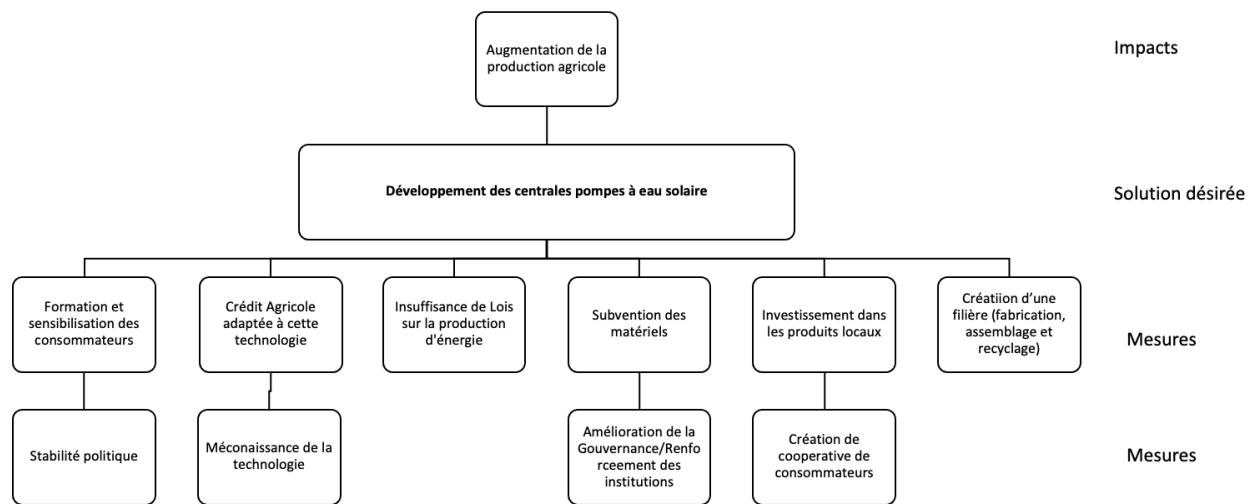 Augmentation de la
production agricole
Impacts
Développement des centrales pompes à eau solaire
Solution désirée
Formation et
sensibilisation des
consommateurs
Crédit Agricole
adaptée à cette
technologie
Insuffisance de Lois
sur la production
d'énergie
Subvention des
matériels
Investissement dans
les produits locaux
Créatiion d’une
filière (fabrication,
assemblage et
recyclage)
Mesures
Stabilité politique
Méconaissance de la
technologie
Amélioration de la
Gouvernance/Renfo
rceement des
institutions
Création de
cooperative de
consommateurs
Mesures